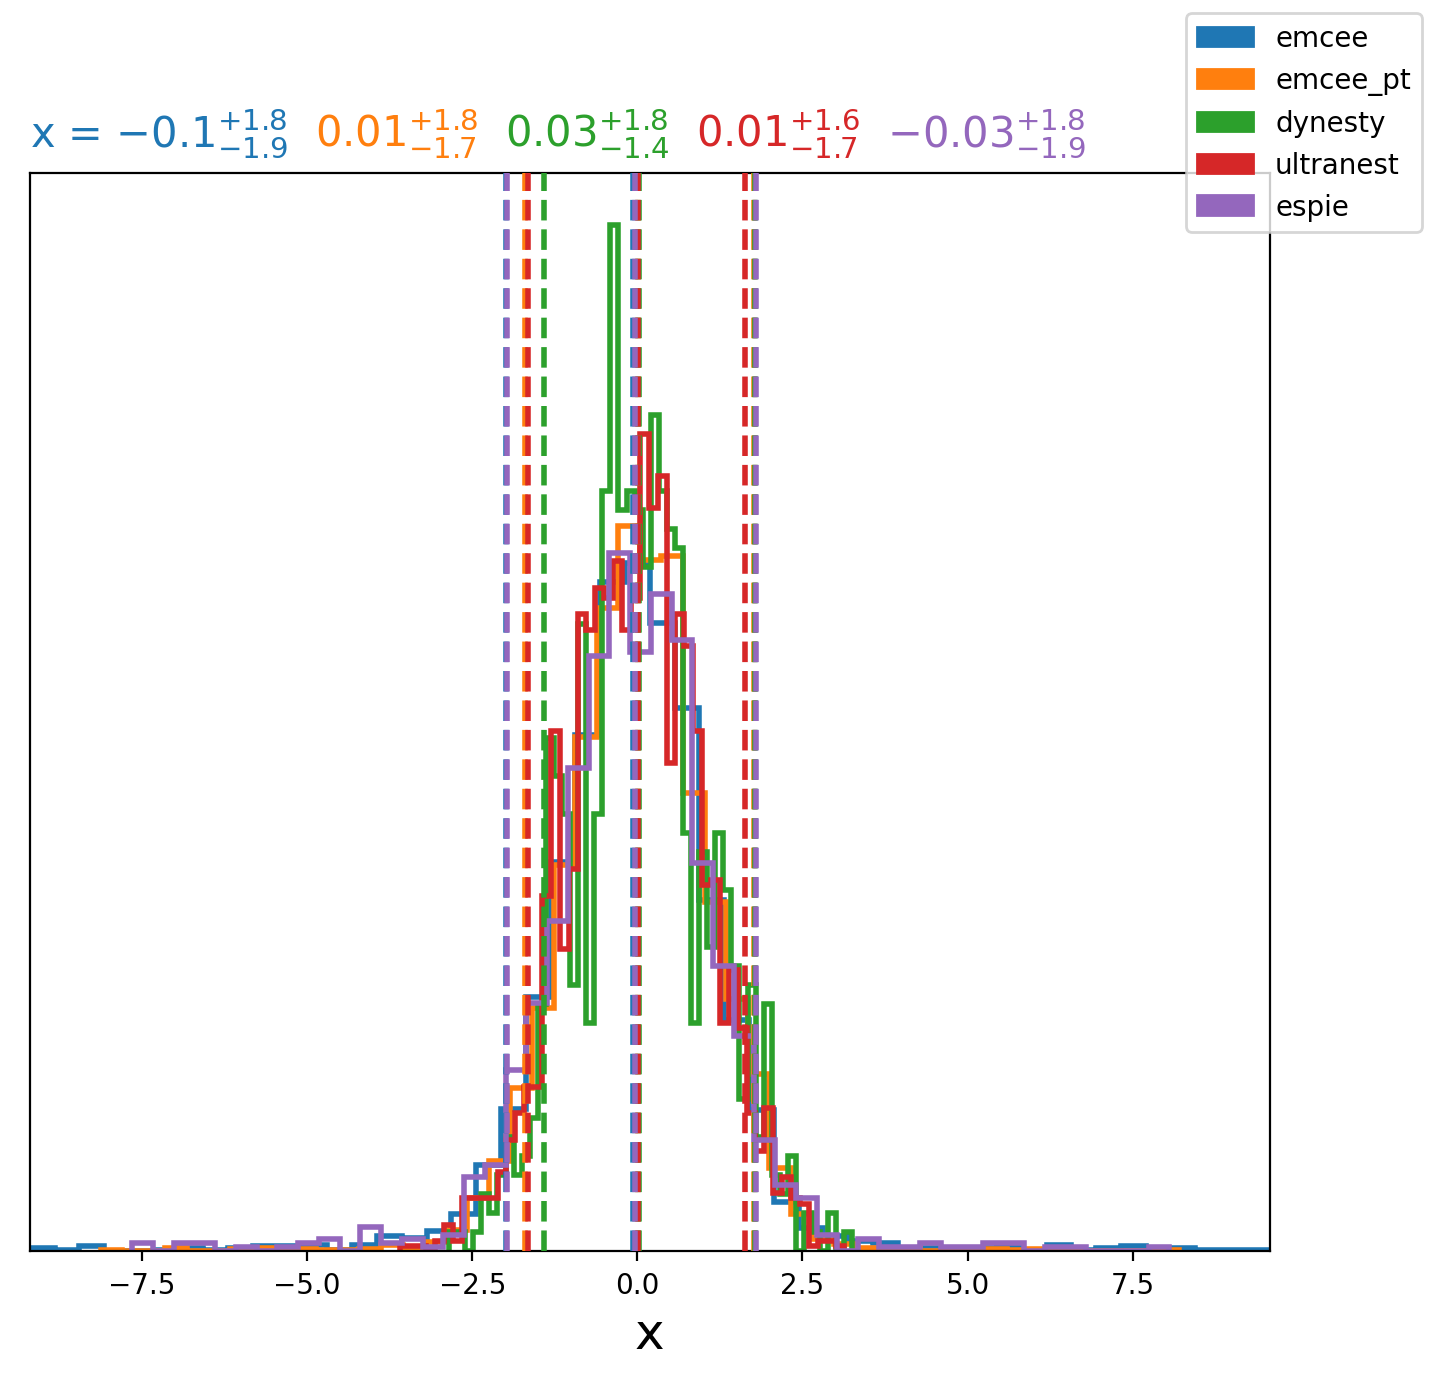 emcee
emcee_pt
dynesty
ultranest
espie
x = −0.1+1.8−1.9 0.01+1.8−1.7 0.03+1.8−1.4 0.01+1.6−1.7 −0.03+1.8−1.9
−7.5 −5.0 −2.5 0.0 2.5 5.0 7.5
x